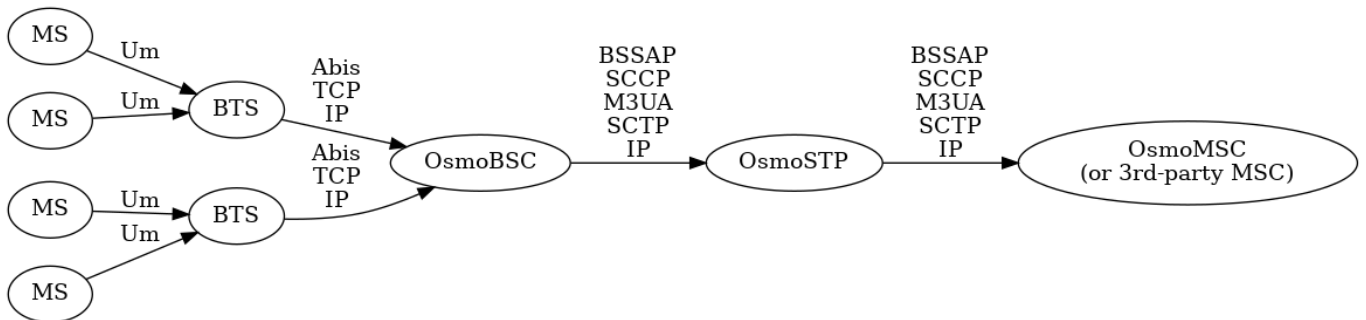 MS
Um
MS
Um
BTS
Abis
TCP
IP
MS
Um
MS
Um
BTS
Abis
TCP
IP
OsmoBSC
BSSAP
SCCP
M3UA
SCTP
IP
OsmoSTP
BSSAP
SCCP
M3UA
SCTP
IP
OsmoMSC
(or 3rd-party MSC)